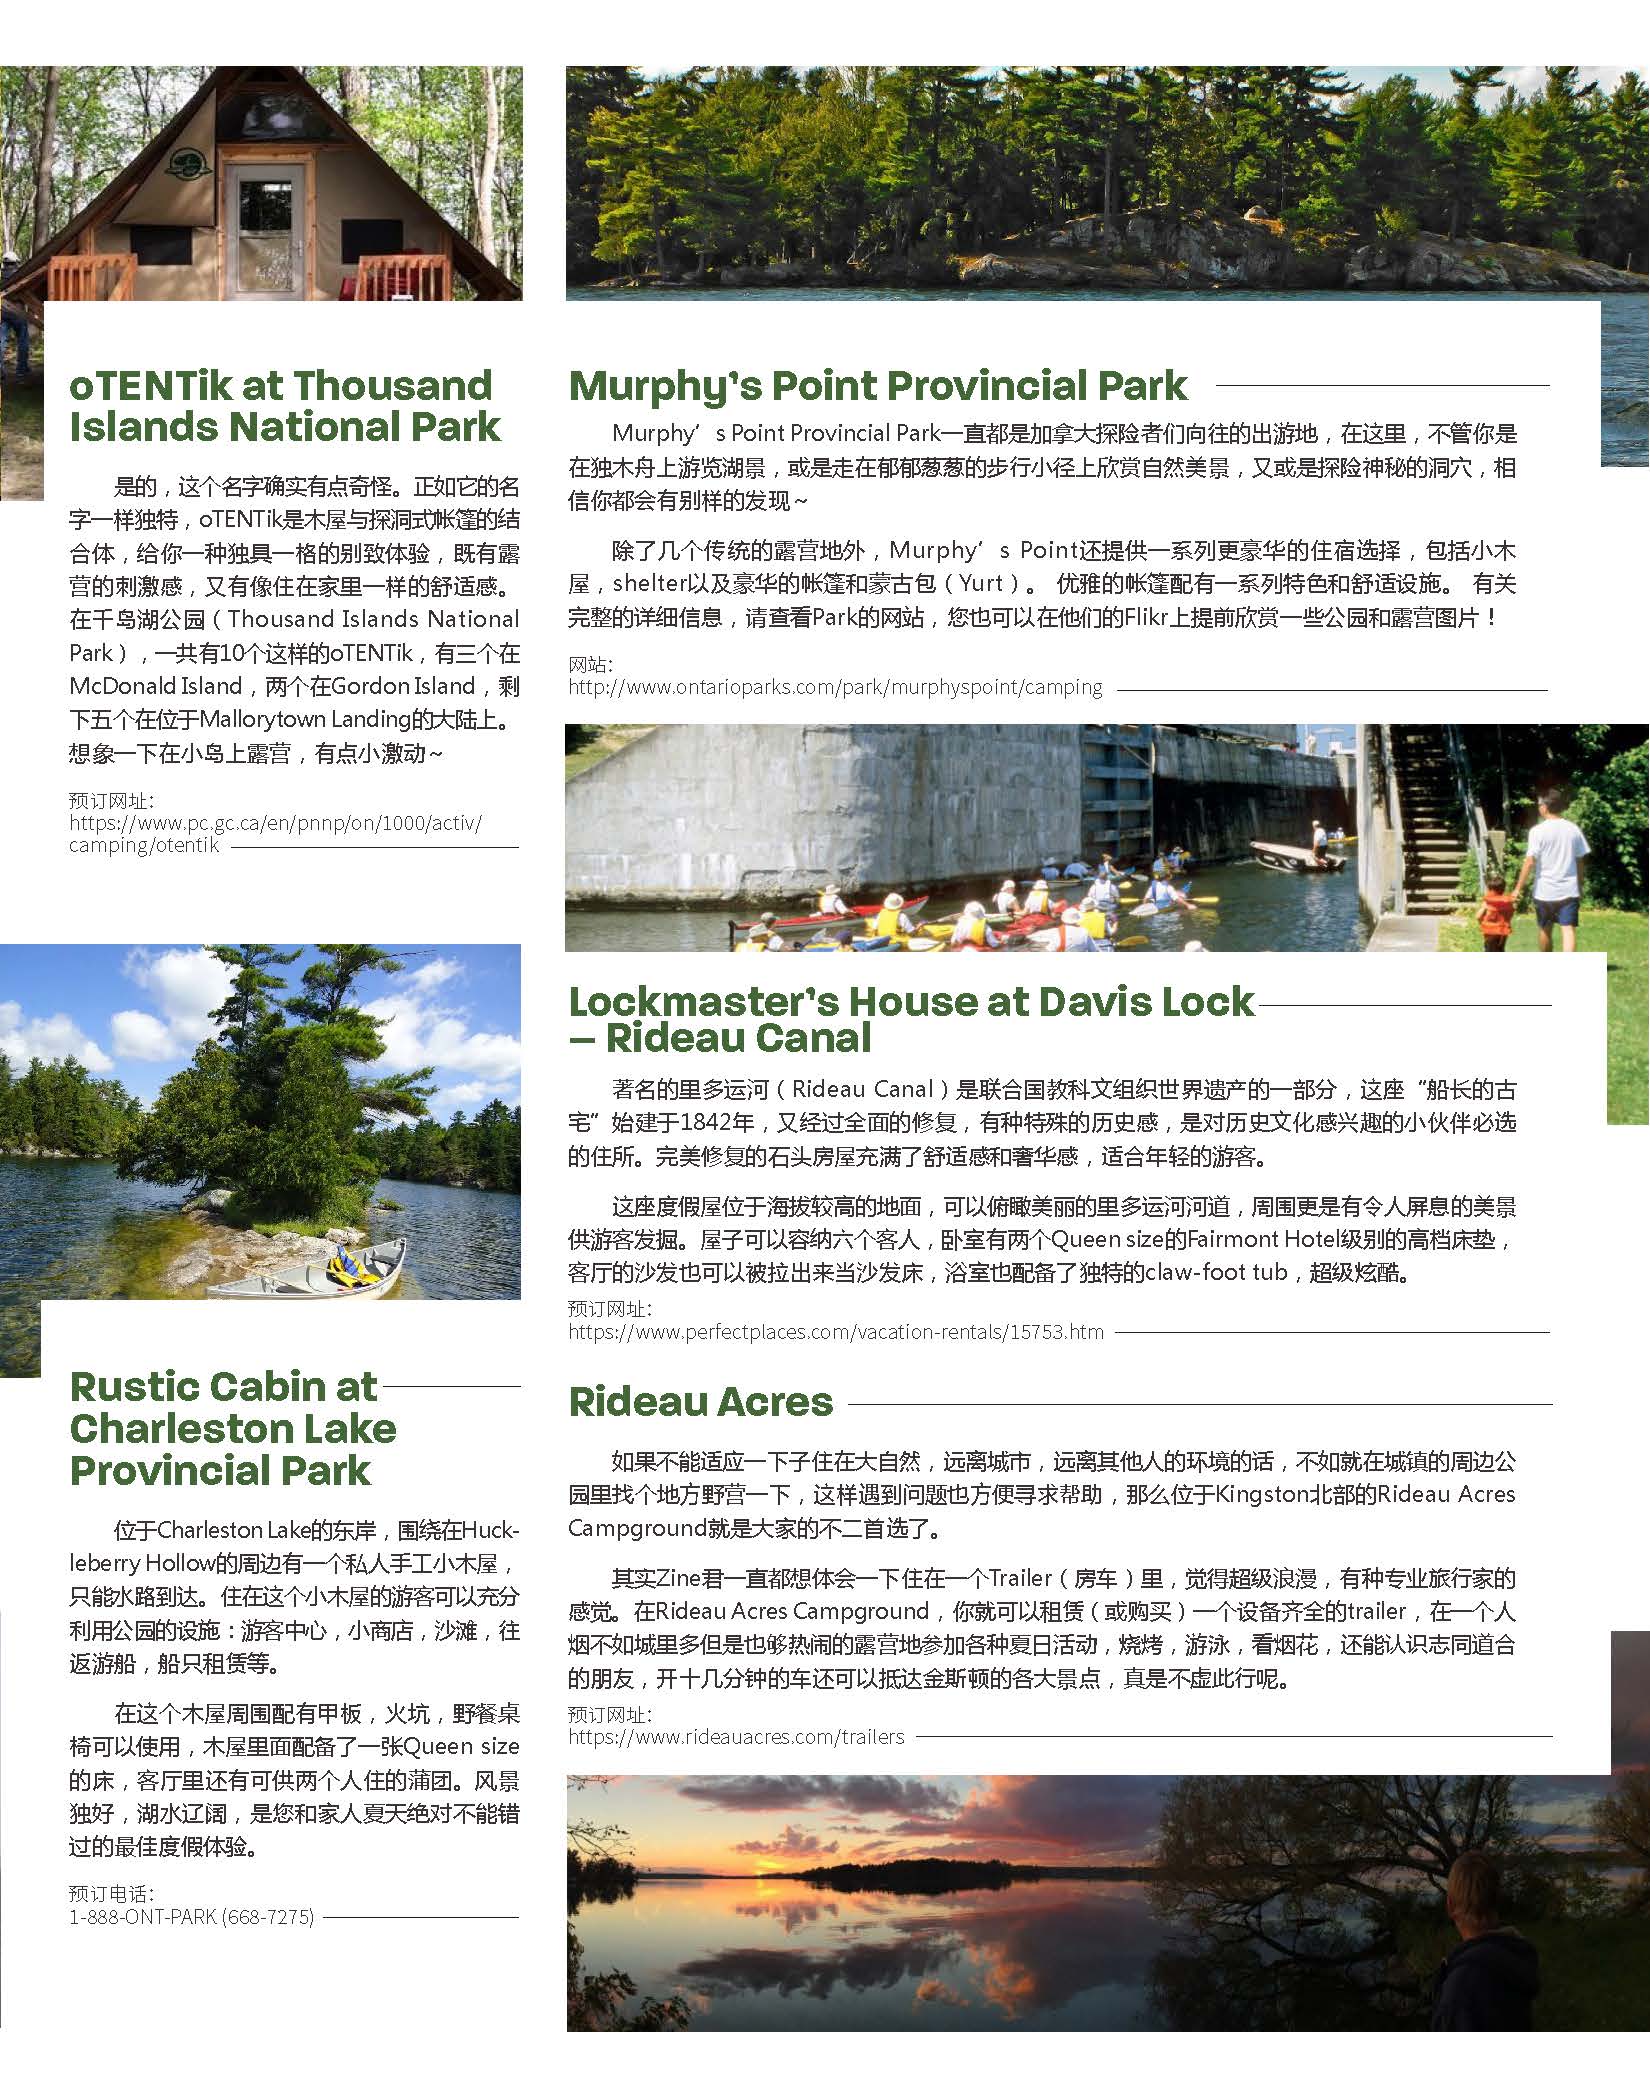 oTENTik at Thousand
Islands National Park
是的，这个名字确实有点奇怪。正如它的名
字一样独特，oTENTik是木屋与探洞式帐篷的结
合体，给你一种独具一格的别致体验，既有露
营的刺激感，又有像住在家里一样的舒适感。
在千岛湖公园（Thousand Islands National
Park），一共有10个这样的oTENTik，有三个在
McDonald Island，两个在Gordon Island，剩
下五个在位于Mallorytown Landing的大陆上。
想象一下在小岛上露营，有点小激动～
预订网址：
https://www.pc.gc.ca/en/pnnp/on/1000/activ/
camping/otentik
Rustic Cabin at
Charleston Lake
Provincial Park
位于Charleston Lake的东岸，围绕在Huck-
leberry Hollow的周边有一个私人手工小木屋，
只能水路到达。住在这个小木屋的游客可以充分
利用公园的设施：游客中心，小商店，沙滩，往
返游船，船只租赁等。
在这个木屋周围配有甲板，火坑，野餐桌
椅可以使用，木屋里面配备了一张Queen size
的床，客厅里还有可供两个人住的蒲团。风景
独好，湖水辽阔，是您和家人夏天绝对不能错
过的最佳度假体验。
预订电话：
1-888-ONT-PARK (668-7275)
Murphy's Point Provincial Park
Murphy’s Point Provincial Park一直都是加拿大探险者们向往的出游地，在这里，不管你是
在独木舟上游览湖景，或是走在郁郁葱葱的步行小径上欣赏自然美景，又或是探险神秘的洞穴，相
信你都会有别样的发现～
除了几个传统的露营地外，Murphy’s Point还提供一系列更豪华的住宿选择，包括小木
屋，shelter以及豪华的帐篷和蒙古包（Yurt）。 优雅的帐篷配有一系列特色和舒适设施。 有关
完整的详细信息，请查看Park的网站，您也可以在他们的Flikr上提前欣赏一些公园和露营图片！
网站：
http://www.ontarioparks.com/park/murphyspoint/camping
Lockmaster's House at Davis Lock
– Rideau Canal
著名的里多运河（Rideau Canal）是联合国教科文组织世界遗产的一部分，这座“船长的古
宅”始建于1842年，又经过全面的修复，有种特殊的历史感，是对历史文化感兴趣的小伙伴必选
的住所。完美修复的石头房屋充满了舒适感和奢华感，适合年轻的游客。
这座度假屋位于海拔较高的地面，可以俯瞰美丽的里多运河河道，周围更是有令人屏息的美景
供游客发掘。屋子可以容纳六个客人，卧室有两个Queen size的Fairmont Hotel级别的高档床垫，
客厅的沙发也可以被拉出来当沙发床，浴室也配备了独特的claw-foot tub，超级炫酷。
预订网址：
https://www.perfectplaces.com/vacation-rentals/15753.htm
Rideau Acres
如果不能适应一下子住在大自然，远离城市，远离其他人的环境的话，不如就在城镇的周边公
园里找个地方野营一下，这样遇到问题也方便寻求帮助，那么位于Kingston北部的Rideau Acres
Campground就是大家的不二首选了。
其实Zine君一直都想体会一下住在一个Trailer（房车）里，觉得超级浪漫，有种专业旅行家的
感觉。在Rideau Acres Campground，你就可以租赁（或购买）一个设备齐全的trailer，在一个人
烟不如城里多但是也够热闹的露营地参加各种夏日活动，烧烤，游泳，看烟花，还能认识志同道合
的朋友，开十几分钟的车还可以抵达金斯顿的各大景点，真是不虚此行呢。
预订网址：
https://www.rideauacres.com/trailers